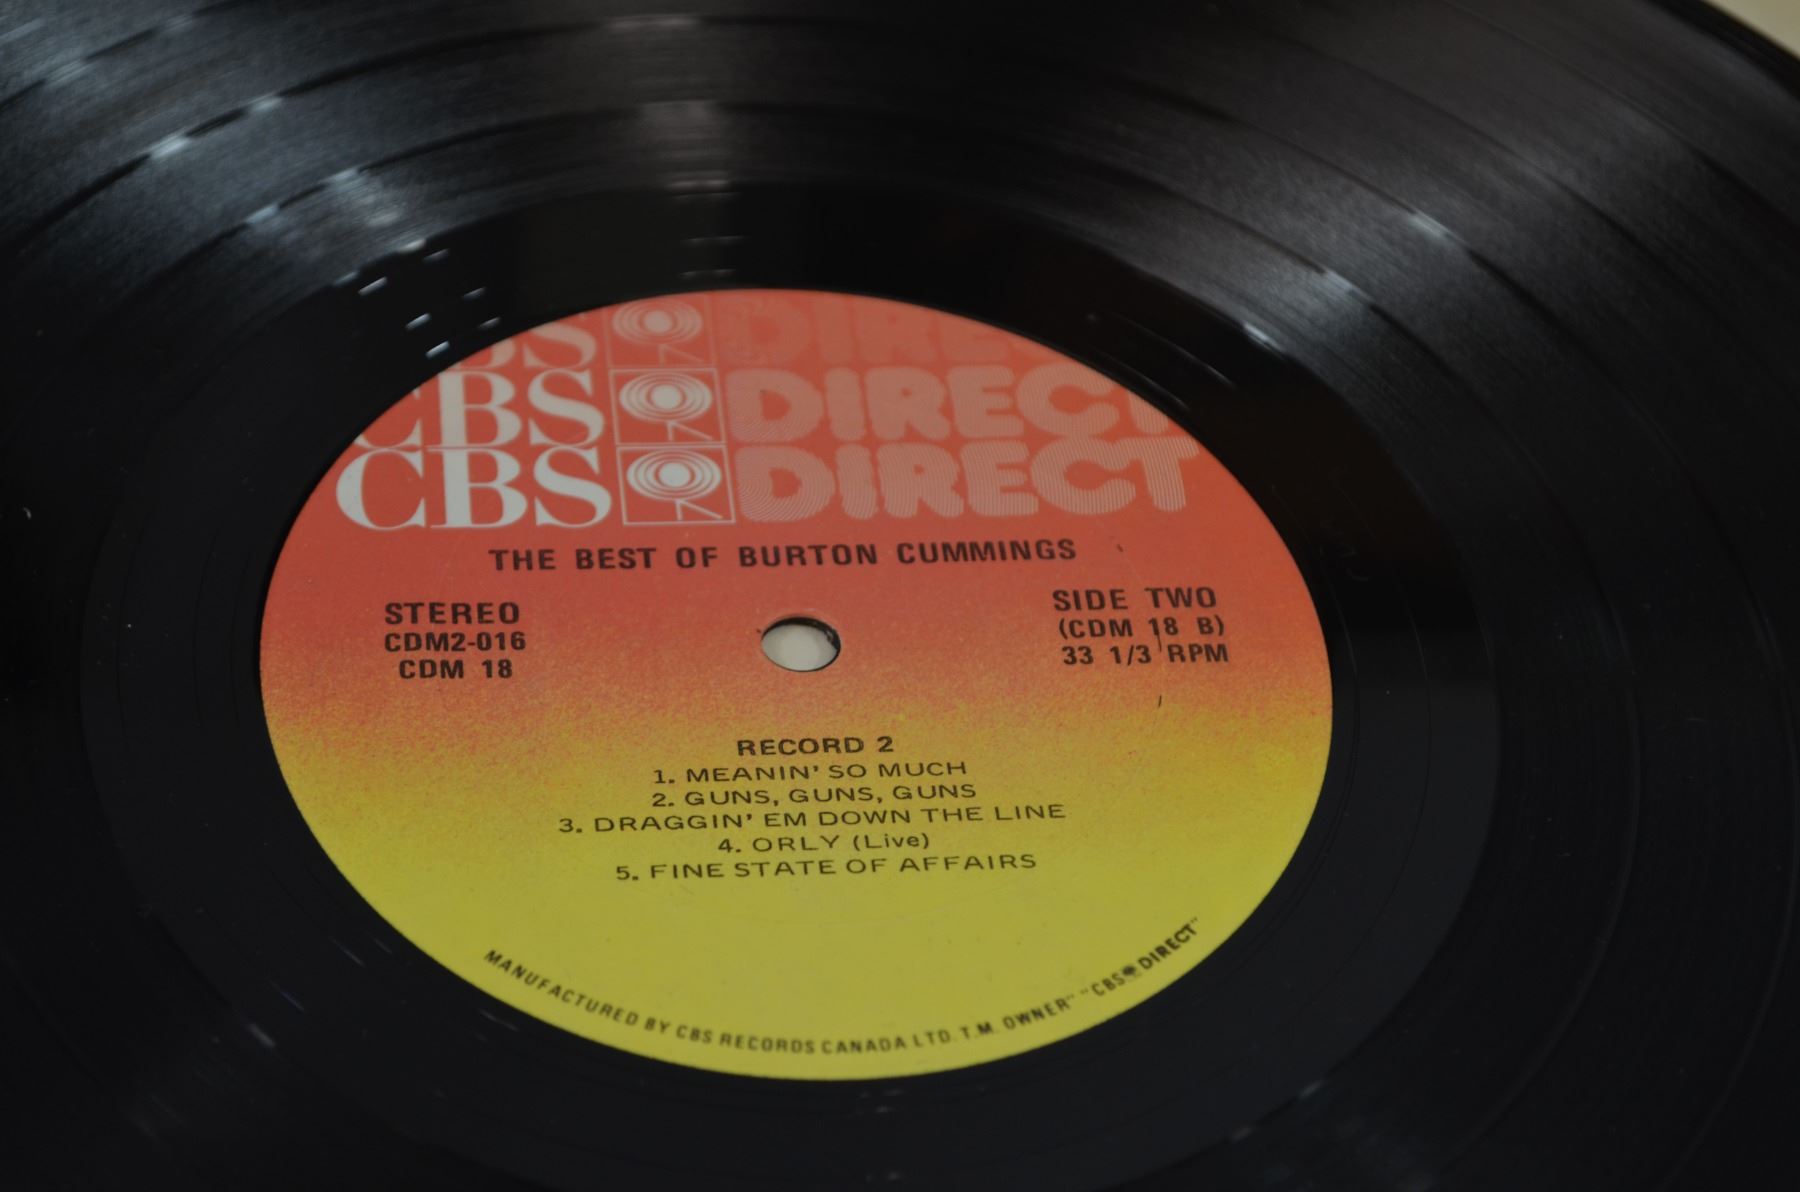 CBS DIRECT
CBS DIRECT
CBS DIRECT
THE BEST OF BURTON CUMMINGS
STEREO
CDM2-016
CDM 18
SIDE TWO
(CDM 18 B)
33 1/3 RPM
RECORD 2
1. MEANIN' SO MUCH
2. GUNS, GUNS, GUNS
3. DRAGGIN' EM DOWN THE LINE
4. ORLY (Live)
5. FINE STATE OF AFFAIRS
MANUFACTURED BY CBS RECORDS CANADA LTD. T.M. OWNER" "CBS DIRECT"